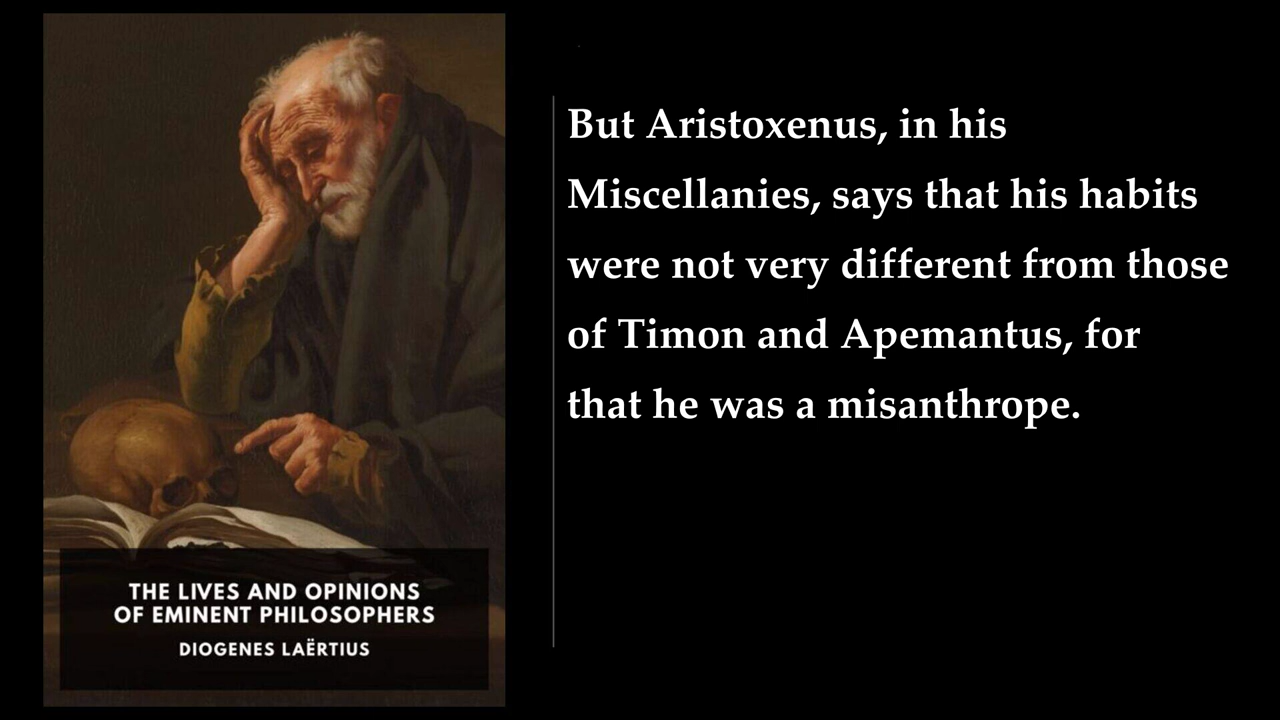 But Aristoxenus, in his
Miscellanies, says that his habits
were not very different from those
of Timon and Apemantus, for
that he was a misanthrope.
THE LIVES AND OPINIONS
OF EMINENT PHILOSOPHERS
DIOGENES LAËRTIUS